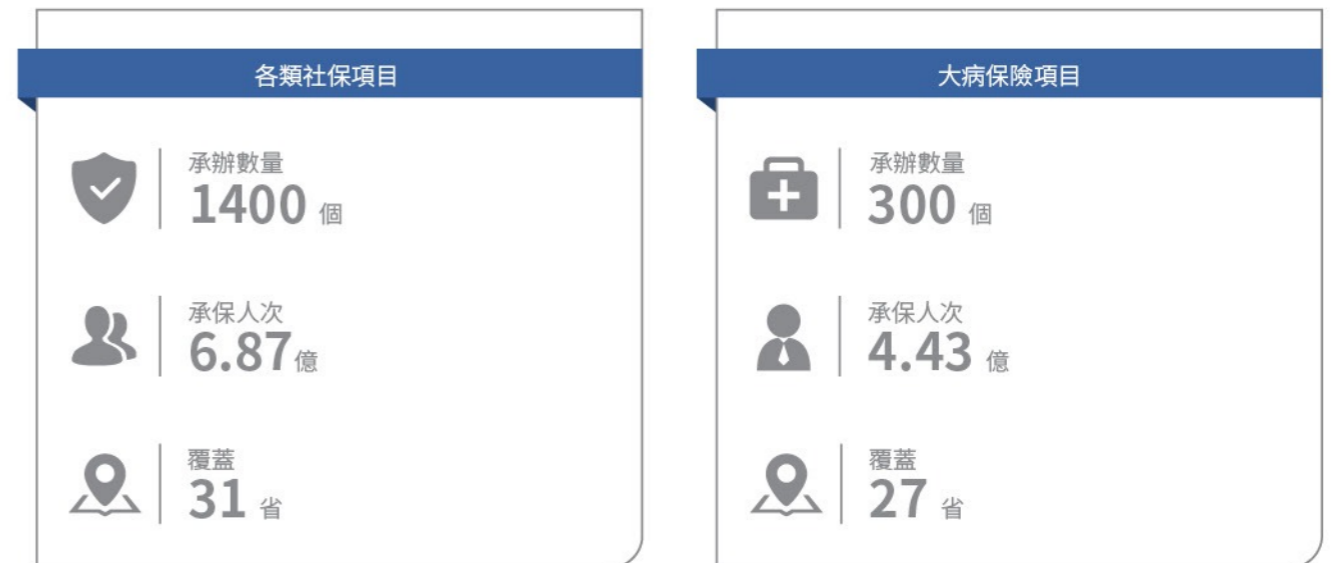 各類社保項目
承辦數量
1400 個
承保人次
6.87億
覆蓋
31 省
大病保險項目
承辦數量
300 個
承保人次
4.43 億
覆蓋
27 省